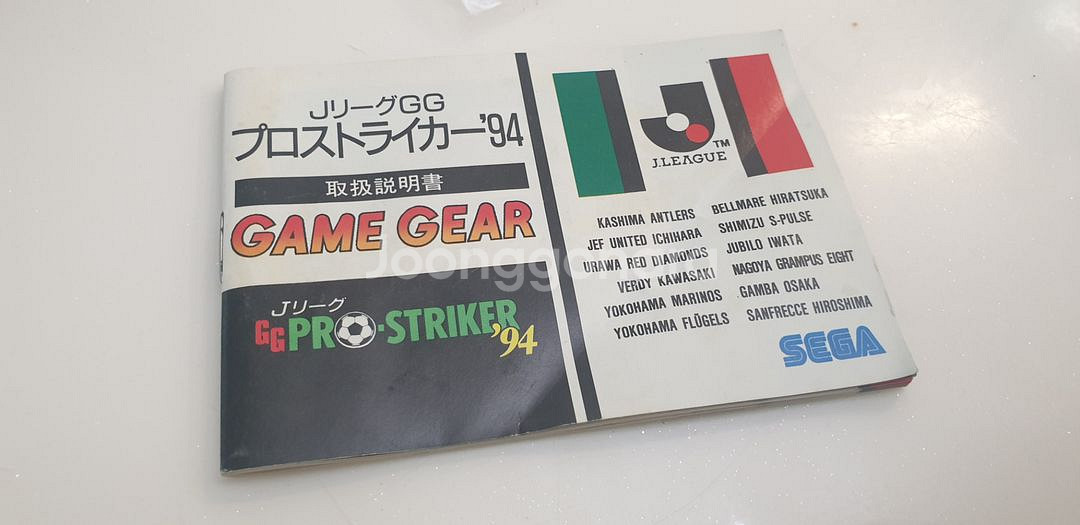 JリーグGG
プロストライカー'94
取扱説明書
GAME GEAR
Jリーグ
GG PRO-STRIKER '94
J.LEAGUE™
KASHIMA ANTLERS
JEF UNITED ICHIHARA
URAWA RED DIAMONDS
VERDY KAWASAKI
YOKOHAMA MARINOS
YOKOHAMA FLÜGELS
BELLMARE HIRATSUKA
SHIMIZU S-PULSE
JUBILO IWATA
NAGOYA GRAMPUS EIGHT
GAMBA OSAKA
SANFRECCE HIROSHIMA
SEGA